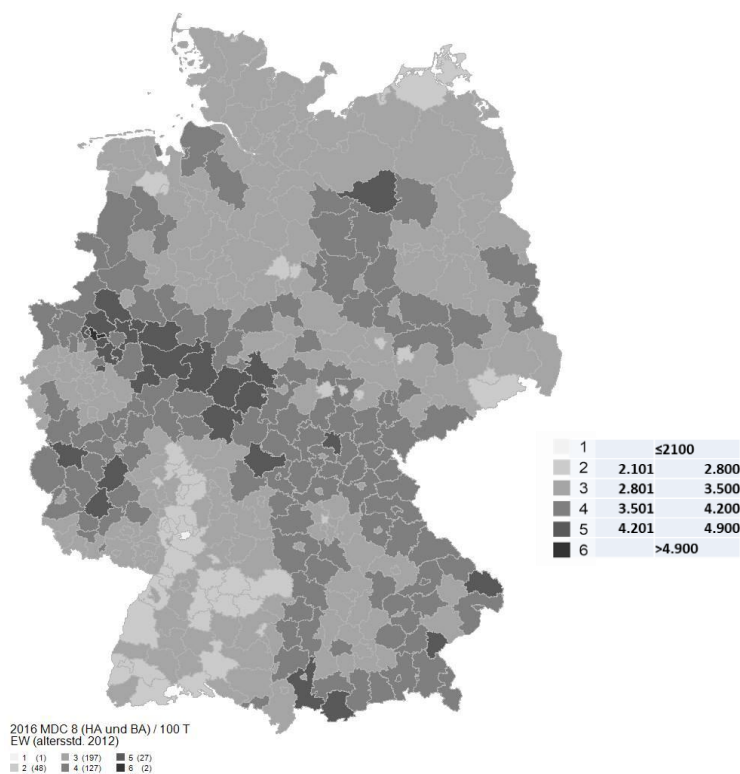 1 ≤2100
2 2.101 2.800
3 2.801 3.500
4 3.501 4.200
5 4.201 4.900
6 >4.900
2016 MDC 8 (HA und BA) / 100 T
EW (altersstd. 2012)
1 (1) 3 (197) 5 (27)
2 (48) 4 (127) 6 (2)